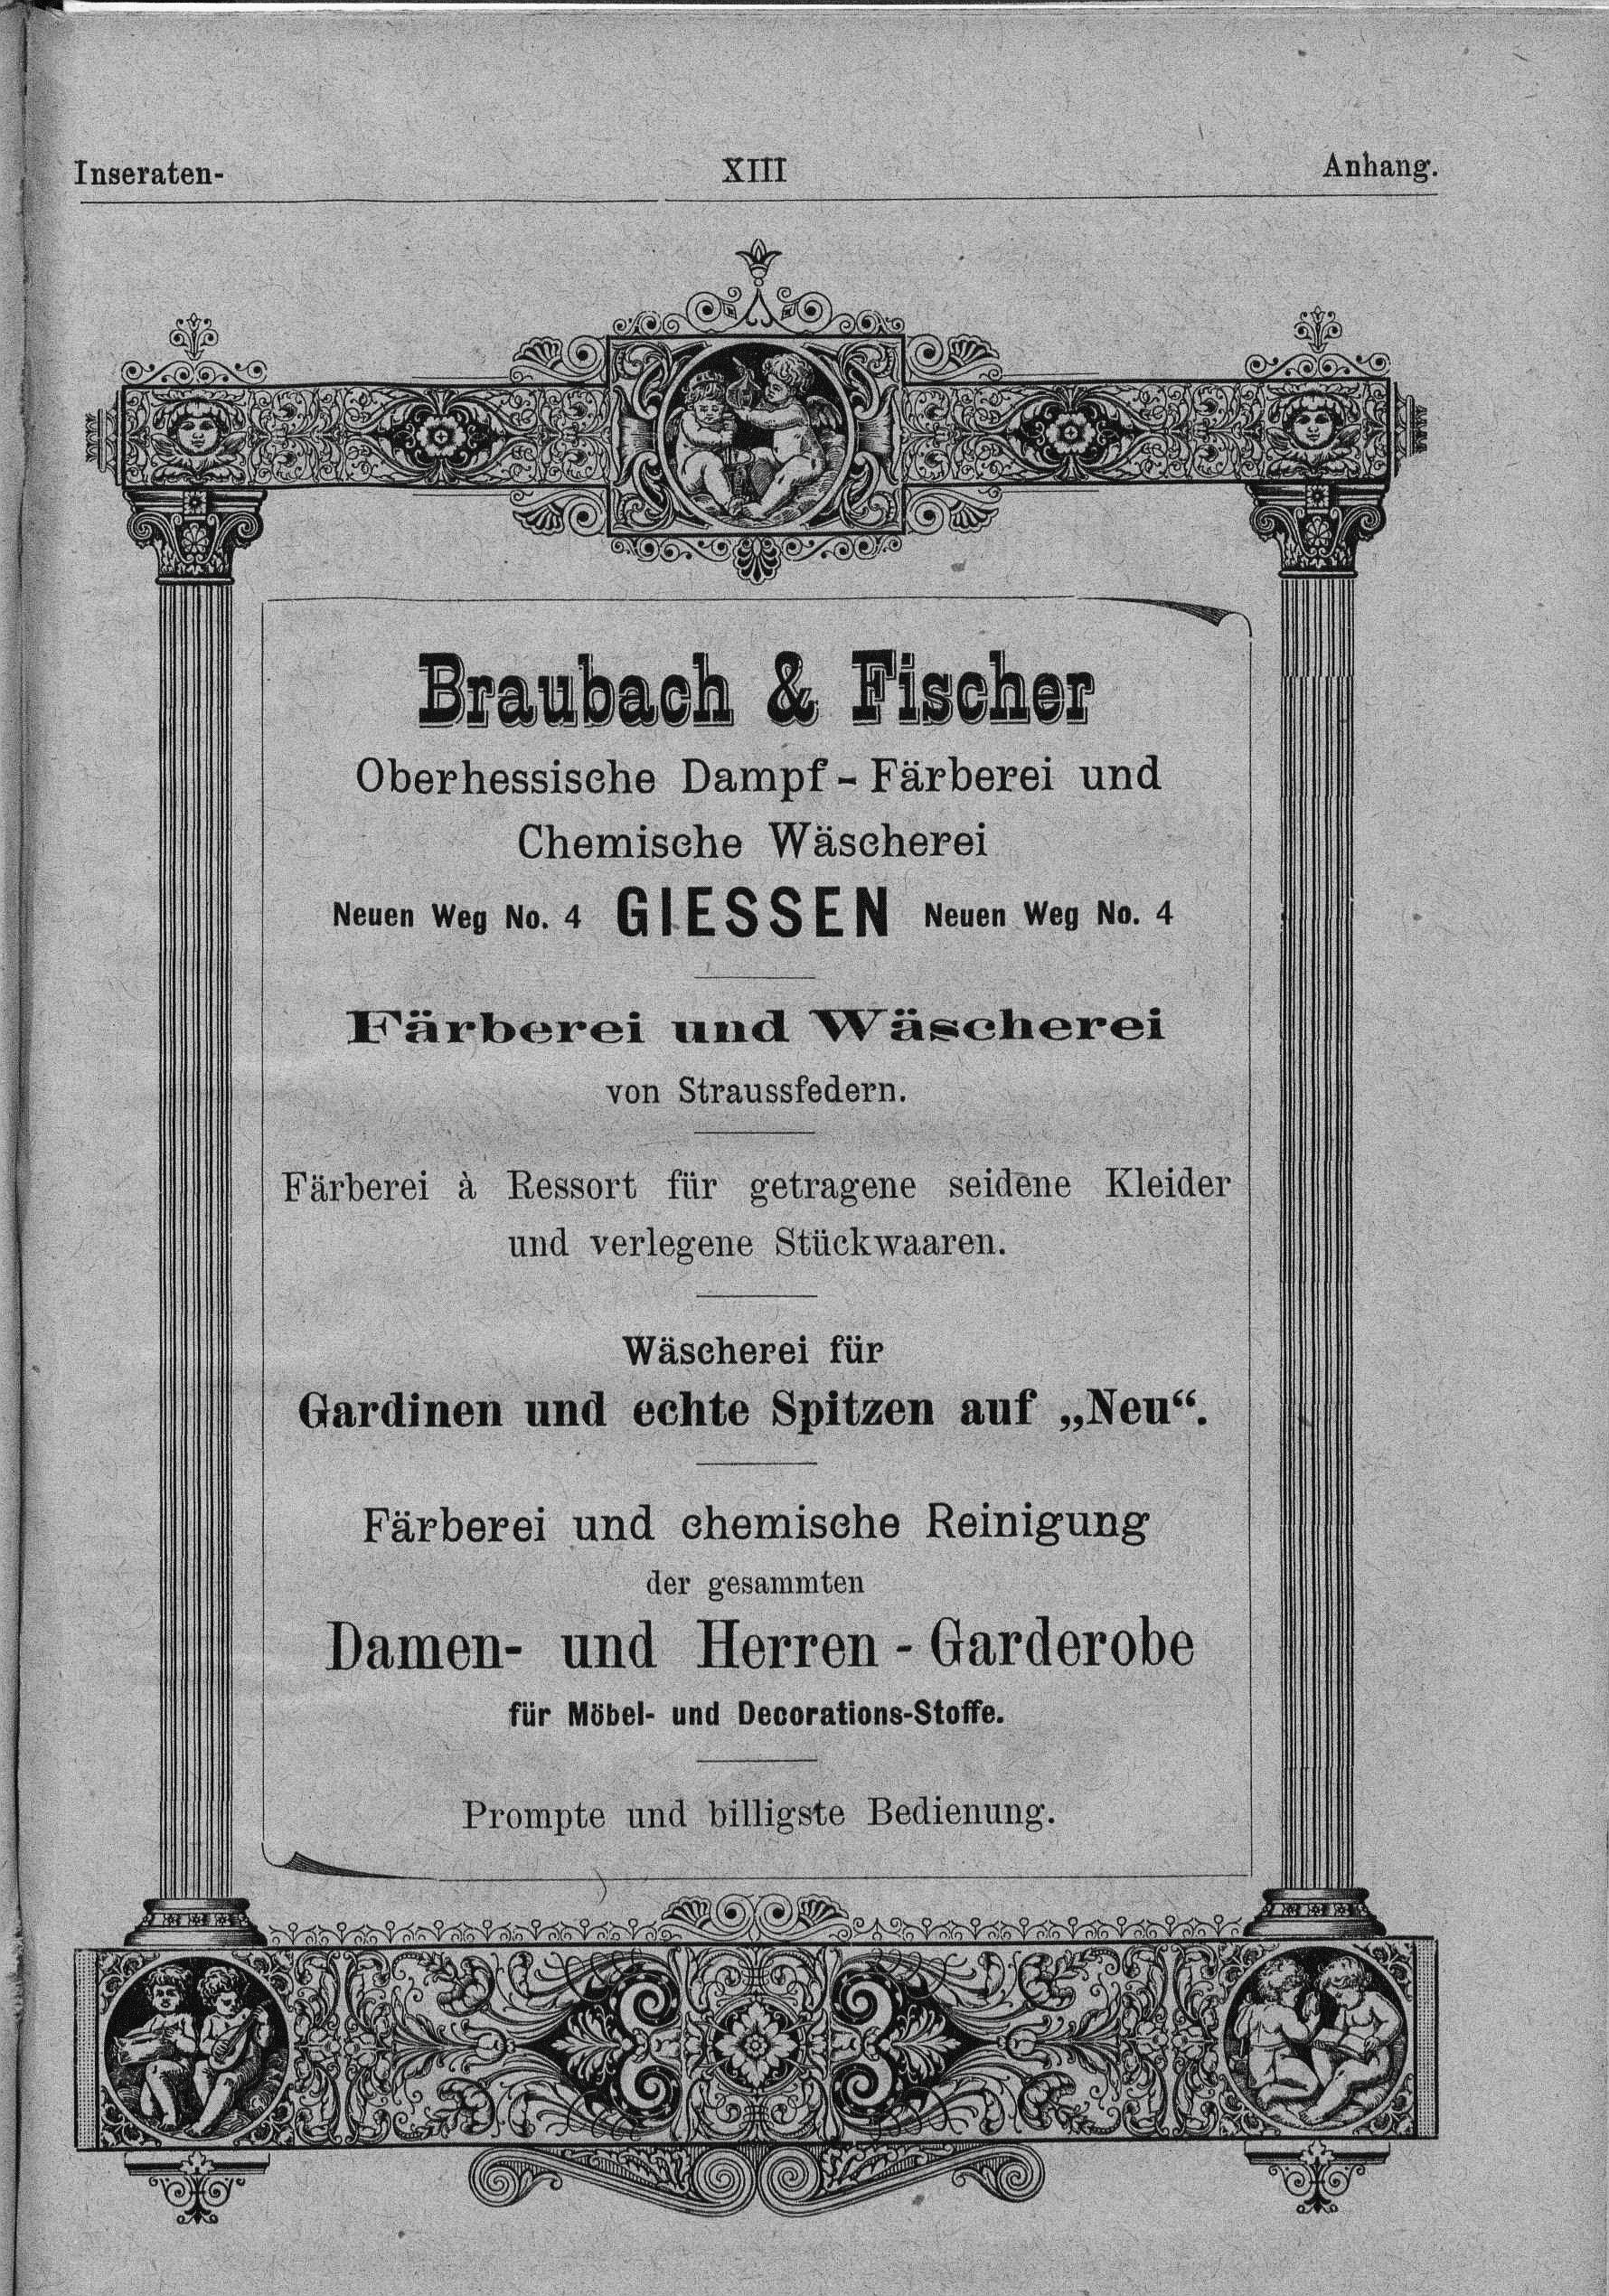 Inseraten- XIII Anhang.
Braubach & Fischer
Oberhessische Dampf-Färberei und
Chemische Wäscherei
Neuen Weg No. 4 GIESSEN Neuen Weg No. 4
Färberei und Wäscherei
von Straussfedern.
Färberei à Ressort für getragene seidene Kleider
und verlegene Stückwaaren.
Wäscherei für
Gardinen und echte Spitzen auf „Neu“.
Färberei und chemische Reinigung
der gesammten
Damen- und Herren-Garderobe
für Möbel- und Decorations-Stoffe.
Prompte und billigste Bedienung.